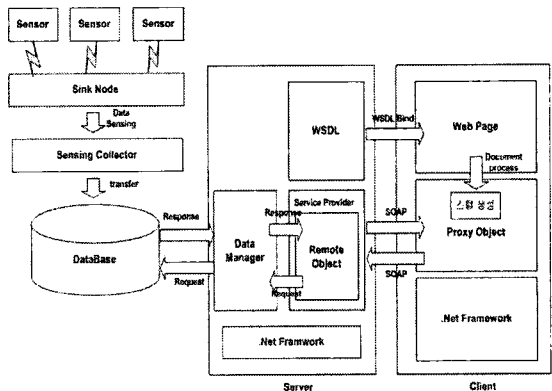 Sensor
Sensor
Sensor
Sink Node
Data
Sensing
Sensing Collector
transfer
DataBase
Response
Request
Data
Manager
Response
Request
WSDL
Service Provider
Remote
Object
.Net Framwork
Server
WSDL Bind
SOAP
SOAP
Web Page
Document
process
Proxy Object
.Net Framework
Client